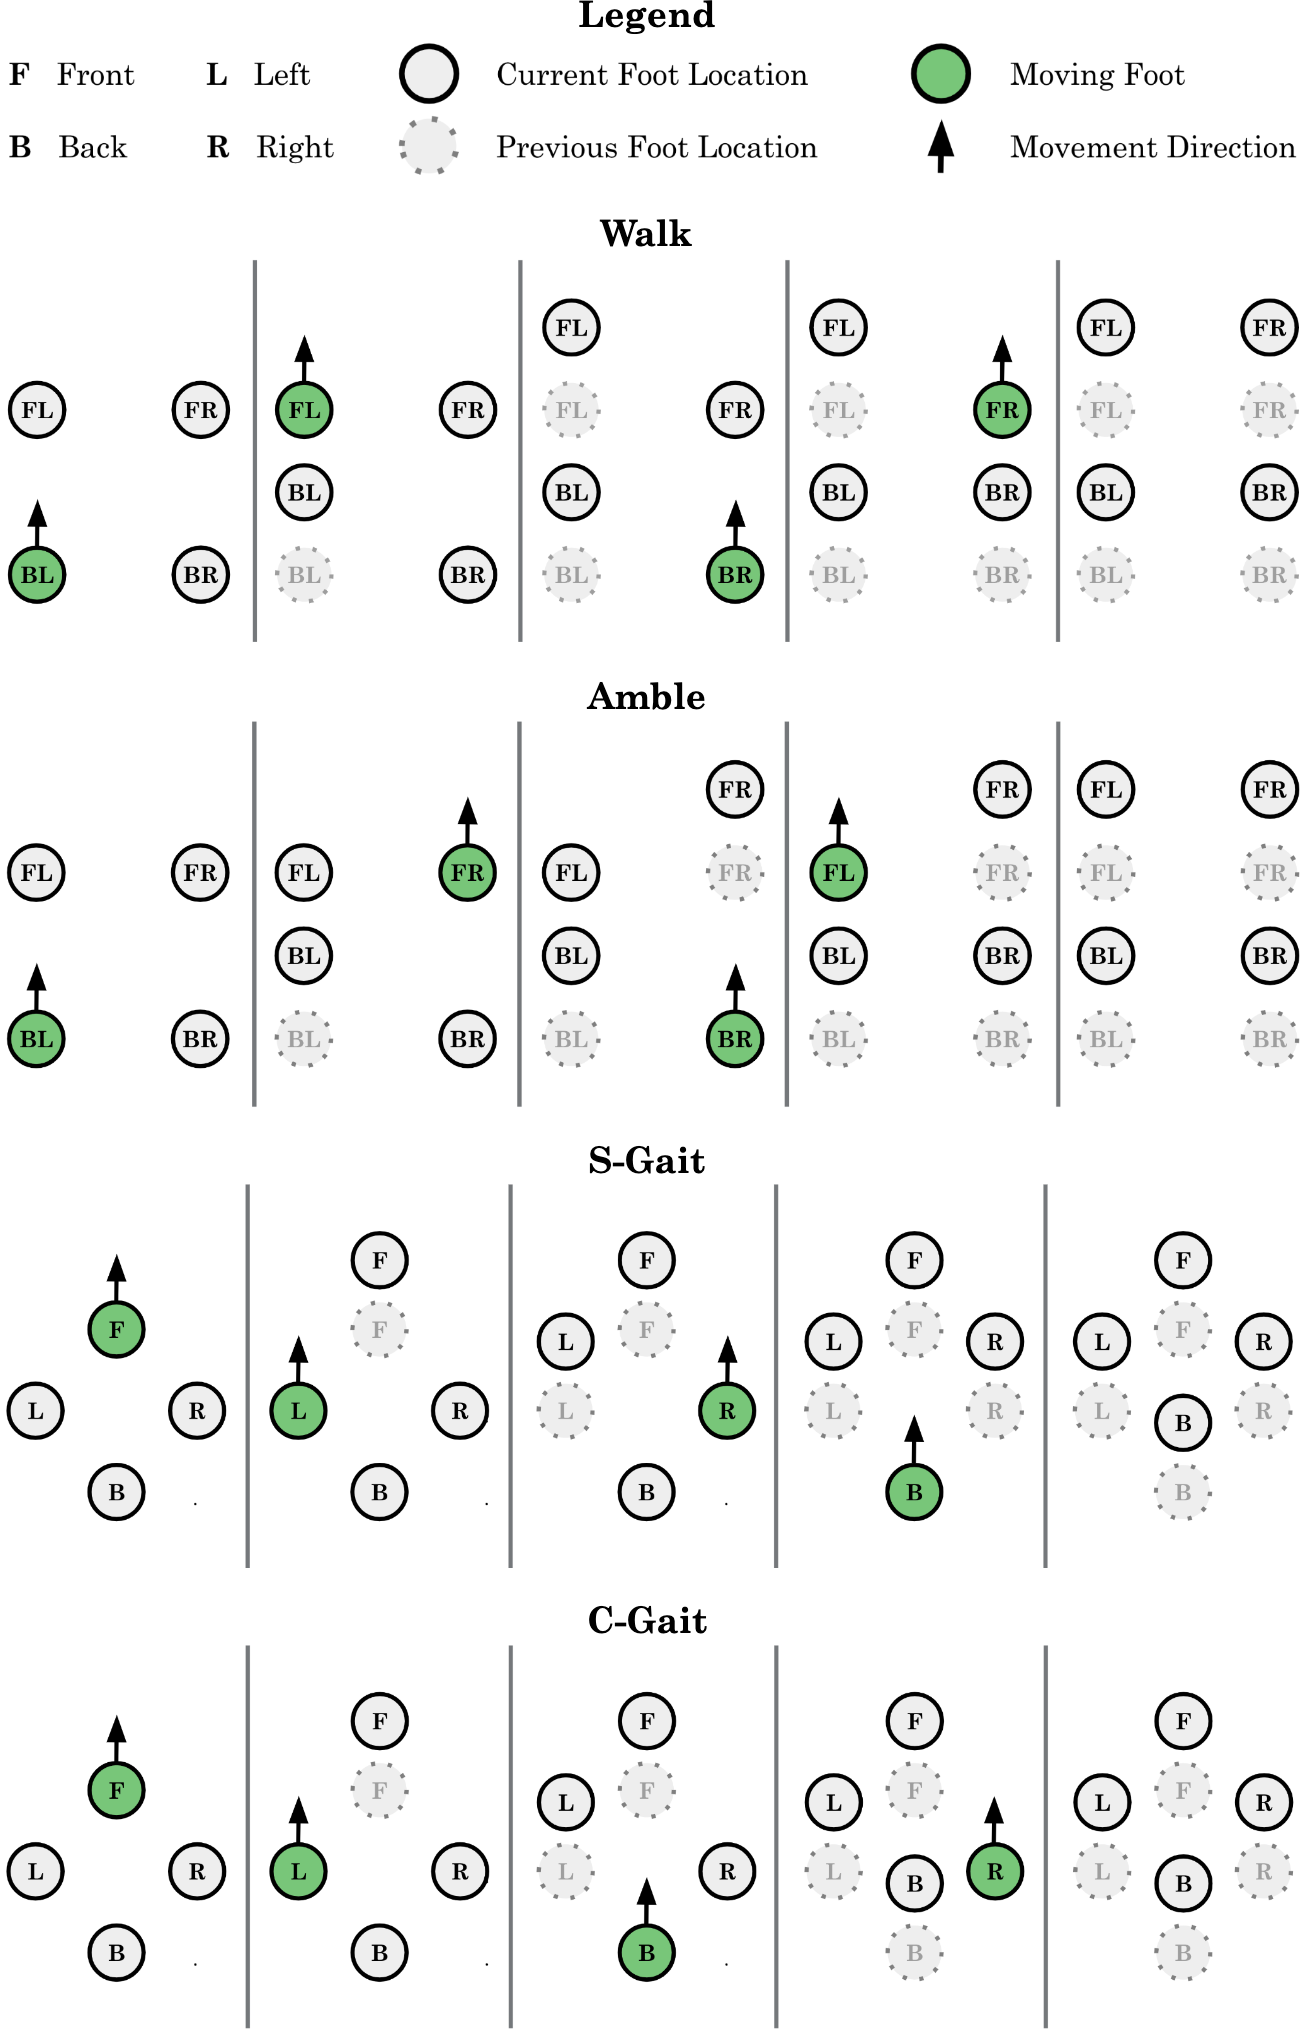 Legend
F Front L Left Current Foot Location Moving Foot
B Back R Right Previous Foot Location Movement Direction
Walk
FL FL FL FR
FL FR FL FR FL FR FL FR FL FR
BL BL BL BR BL BR
BL BR BL BR BL BR BL BR BL BR
Amble
FR FR FL FR
FL FR FL FR FL FR FL FR FL FR
BL BL BL BR BL BR
BL BR BL BR BL BR BL BR BL BR
S-Gait
F F F F
F F F F F
L L R L R
L R L R L R L R L R
B
B B B B B
C-Gait
F F F F
F F F F F
L L L R
L R L R L R L R L R
B B
B B B B B